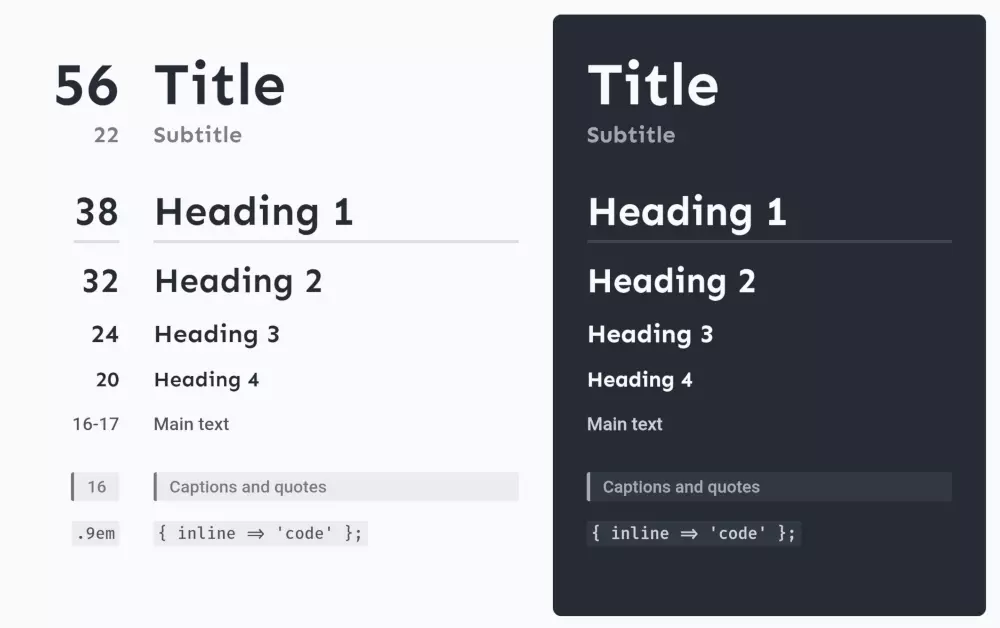 56 Title
22 Subtitle
38 Heading 1
32 Heading 2
24 Heading 3
20 Heading 4
16-17 Main text
16 Captions and quotes
.9em { inline => 'code' };
Title
Subtitle
Heading 1
Heading 2
Heading 3
Heading 4
Main text
Captions and quotes
{ inline => 'code' };